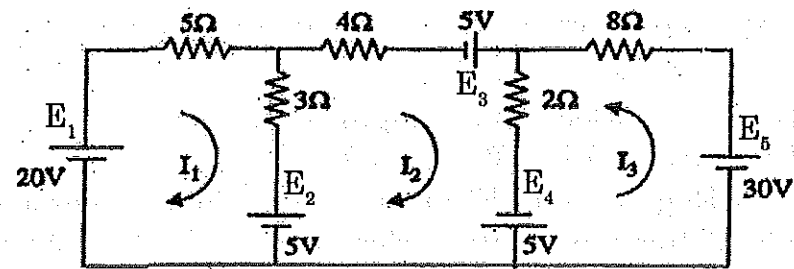 5Ω 4Ω 5V 8Ω
E₃
3Ω 2Ω
E₁ E₅
I₁ I₂ I₃
E₂ E₄
20V 30V
5V 5V